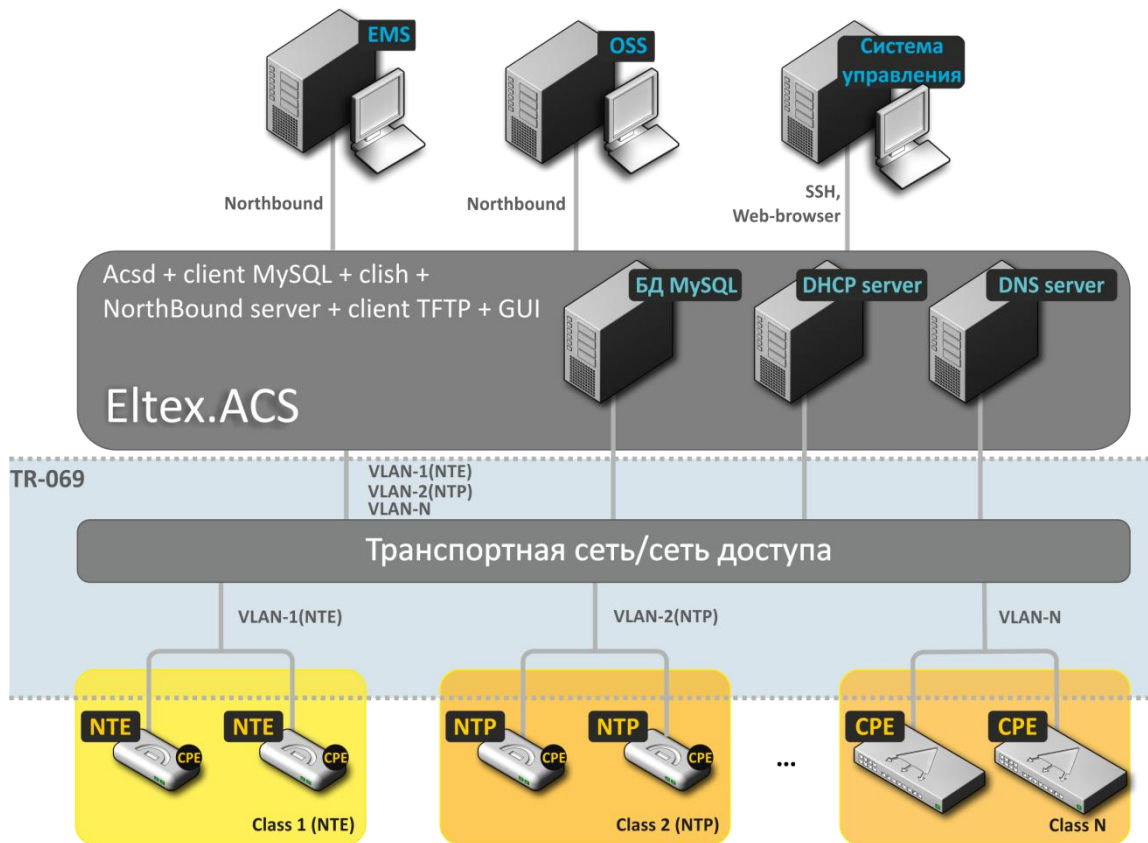 EMS
OSS
Система
управления
Northbound
Northbound
SSH,
Web-browser
Acsd + client MySQL + clish +
NorthBound server + client TFTP + GUI
БД MySQL
DHCP server
DNS server
Eltex.ACS
TR-069
VLAN-1(NTE)
VLAN-2(NTP)
VLAN-N
Транспортная сеть/сеть доступа
VLAN-1(NTE)
VLAN-2(NTP)
VLAN-N
NTE
NTE
NTP
NTP
CPE
CPE
CPE
CPE
CPE
CPE
...
Class 1 (NTE)
Class 2 (NTP)
Class N